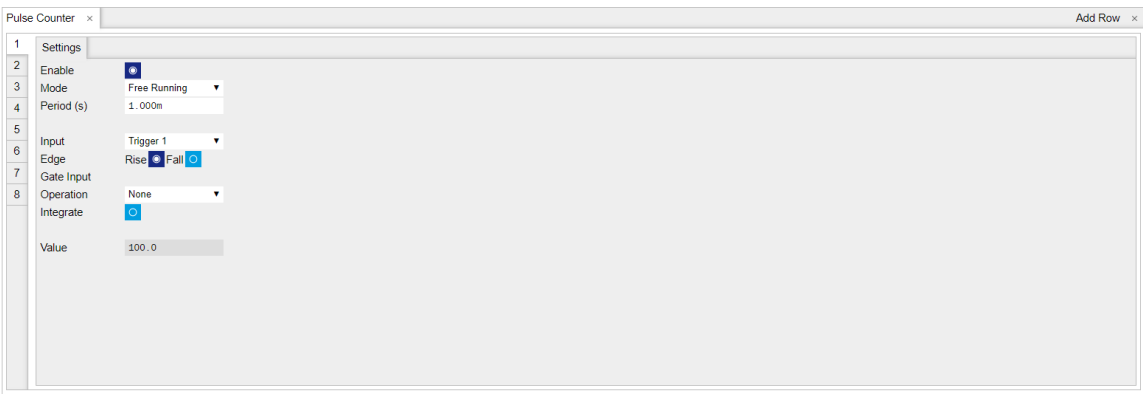 Pulse Counter × Add Row ×
1 Settings
2 Enable
3 Mode Free Running ▼
4 Period (s) 1.000m
5
6 Input Trigger 1 ▼
7 Edge Rise Fall
8 Gate Input
Operation None ▼
Integrate
Value 100.0